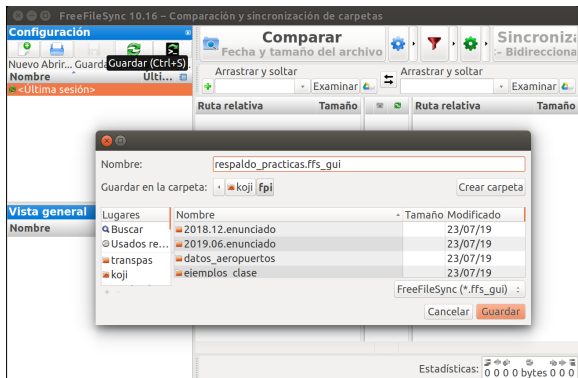 FreeFileSync 10.16 – Comparación y sincronización de carpetas
Configuración
Nuevo Abrir... Guardar
Guardar (Ctrl+S)
Nombre Últi...
<Última sesión>
Vista general
Nombre
Comparar
Fecha y tamaño del archivo
Sincroniza
Bidirecciona
Arrastrar y soltar Arrastrar y soltar
Examinar Examinar
Ruta relativa Tamaño Ruta relativa Tamaño
Nombre: respaldo_practicas.ffs_gui
Guardar en la carpeta: koji fpi Crear carpeta
Lugares Nombre Tamaño Modificado
Buscar 2018.12.enunciado 23/07/19
Usados re... 2019.06.enunciado 23/07/19
transpas datos_aeropuertos 23/07/19
koji ejemplos_clase 23/07/19
FreeFileSync (*.ffs_gui)
Cancelar Guardar
Estadísticas: 0 0 0 0 bytes 0 0 0